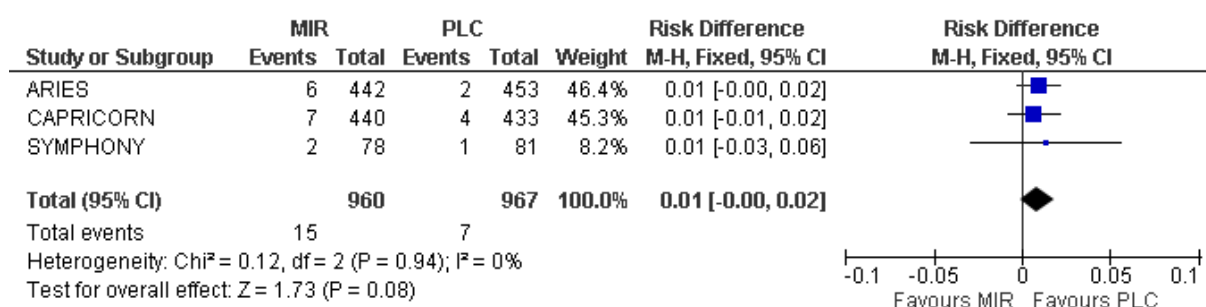 MIR PLC Risk Difference Risk Difference
Study or Subgroup Events Total Events Total Weight M-H, Fixed, 95% CI M-H, Fixed, 95% CI
ARIES 6 442 2 453 46.4% 0.01 [-0.00, 0.02]
CAPRICORN 7 440 4 433 45.3% 0.01 [-0.01, 0.02]
SYMPHONY 2 78 1 81 8.2% 0.01 [-0.03, 0.06]
Total (95% CI) 960 967 100.0% 0.01 [-0.00, 0.02]
Total events 15 7
Heterogeneity: Chi² = 0.12, df = 2 (P = 0.94); I² = 0%
Test for overall effect: Z = 1.73 (P = 0.08)
-0.1 -0.05 0 0.05 0.1
Favours MIR Favours PLC